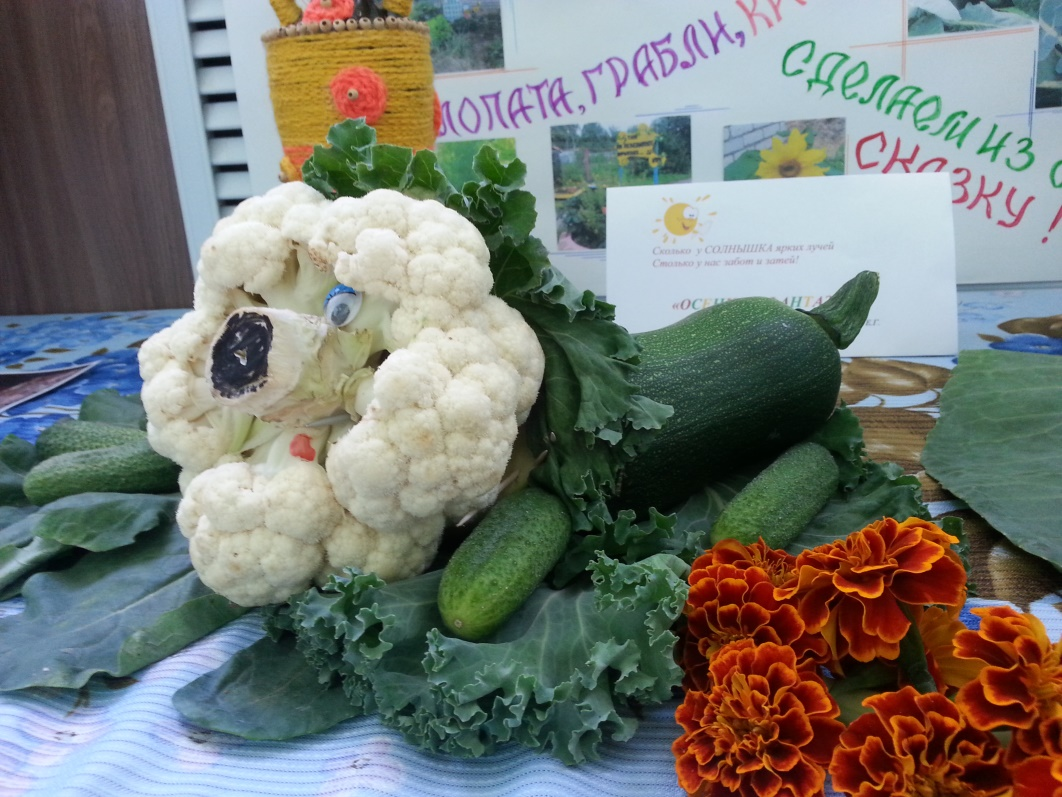 ЛОПАТА, ГРАБЛИ,
СДЕЛАЕМ ИЗ
СКАЗКУ!
Сколько у СОЛНЫШКА ярких лучей
Столько у нас забот и затей!